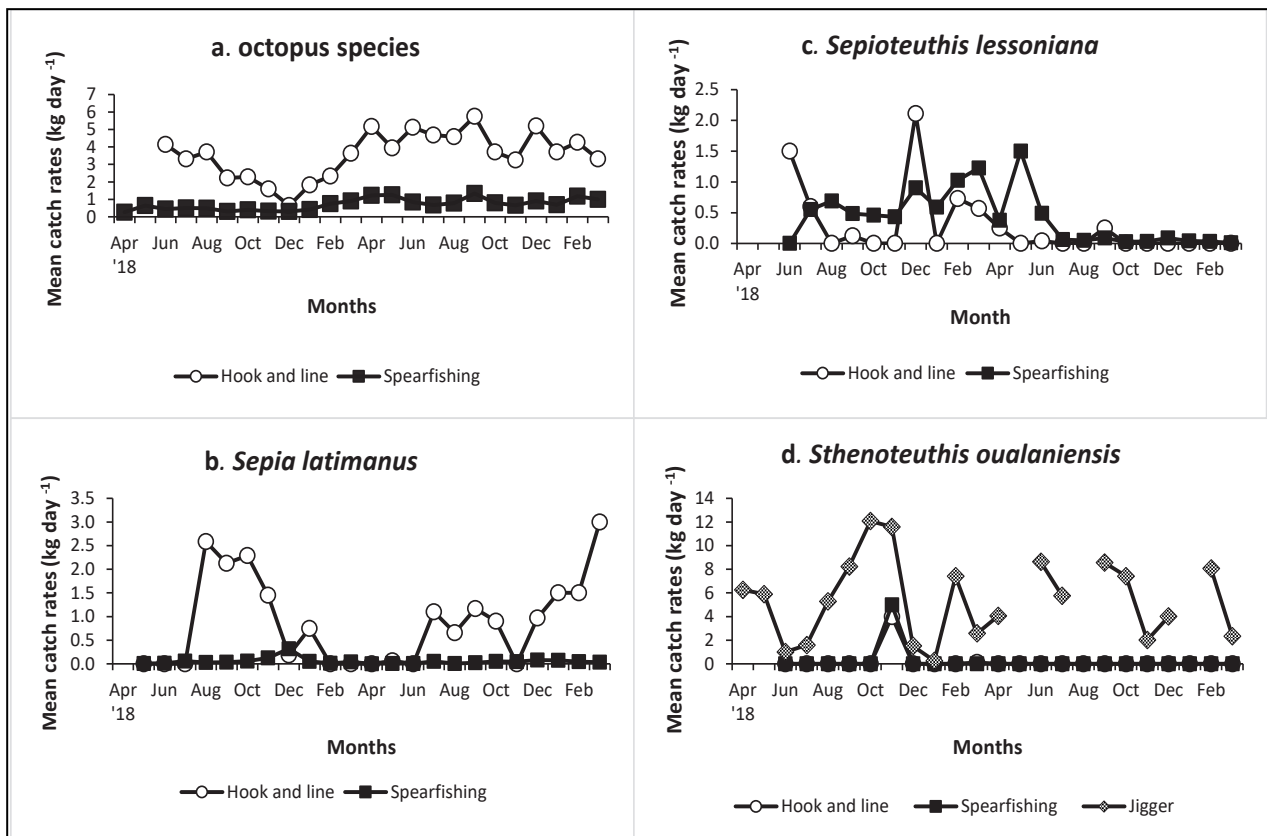 a. octopus species
Mean catch rates (kg day -1)
7
6
5
4
3
2
1
0
Apr Jun Aug Oct Dec Feb Apr Jun Aug Oct Dec Feb
'18
Months
Hook and line Spearfishing
c. Sepioteuthis lessoniana
Mean catch rates (kg day -1)
2.5
2.0
1.5
1.0
0.5
0.0
Apr Jun Aug Oct Dec Feb Apr Jun Aug Oct Dec Feb
'18
Month
Hook and line Spearfishing
b. Sepia latimanus
Mean catch rates (kg day -1)
3.5
3.0
2.5
2.0
1.5
1.0
0.5
0.0
Apr Jun Aug Oct Dec Feb Apr Jun Aug Oct Dec Feb
'18
Months
Hook and line Spearfishing
d. Sthenoteuthis oualaniensis
Mean catch rates (kg day -1)
14
12
10
8
6
4
2
0
Apr Jun Aug Oct Dec Feb Apr Jun Aug Oct Dec Feb
'18
Months
Hook and line Spearfishing Jigger